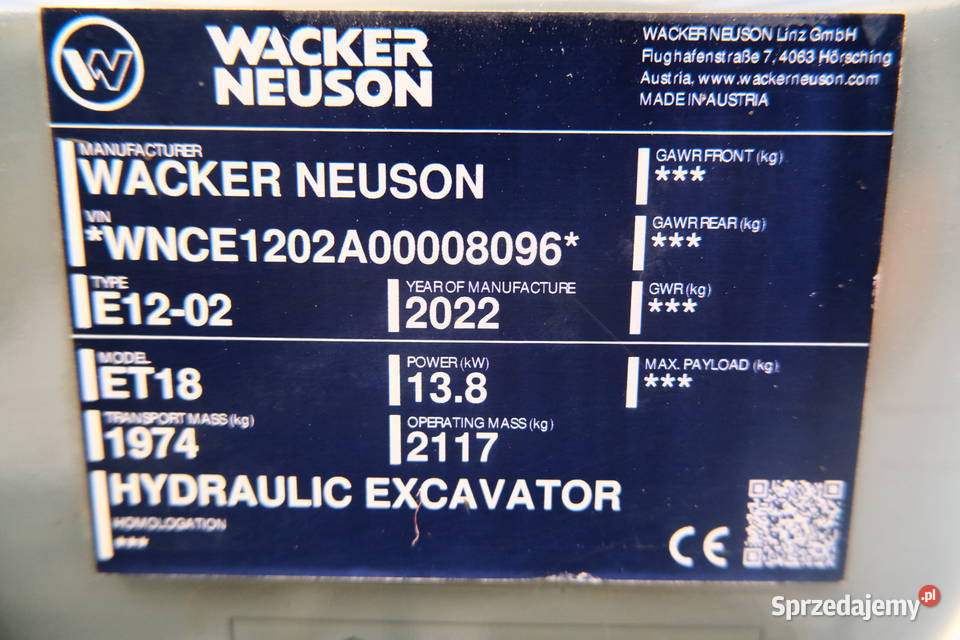 W
WACKER
NEUSON
WACKER NEUSON Linz GmbH
Flughafenstraße 7, 4063 Hörsching
Austria, www.wackerneuson.com
MADE IN AUSTRIA
MANUFACTURER
WACKER NEUSON
VIN
*WNCE1202A00008096*
TYPE
E12-02
YEAR OF MANUFACTURE
2022
GAWR FRONT (kg)
***
GAWR REAR (kg)
***
GWR (kg)
***
MODEL
ET18
POWER (kW)
13.8
MAX. PAYLOAD (kg)
***
TRANSPORT MASS (kg)
1974
OPERATING MASS (kg)
2117
HYDRAULIC EXCAVATOR
HOMOLOGATION
***
CE
Sprzedajemy.pl